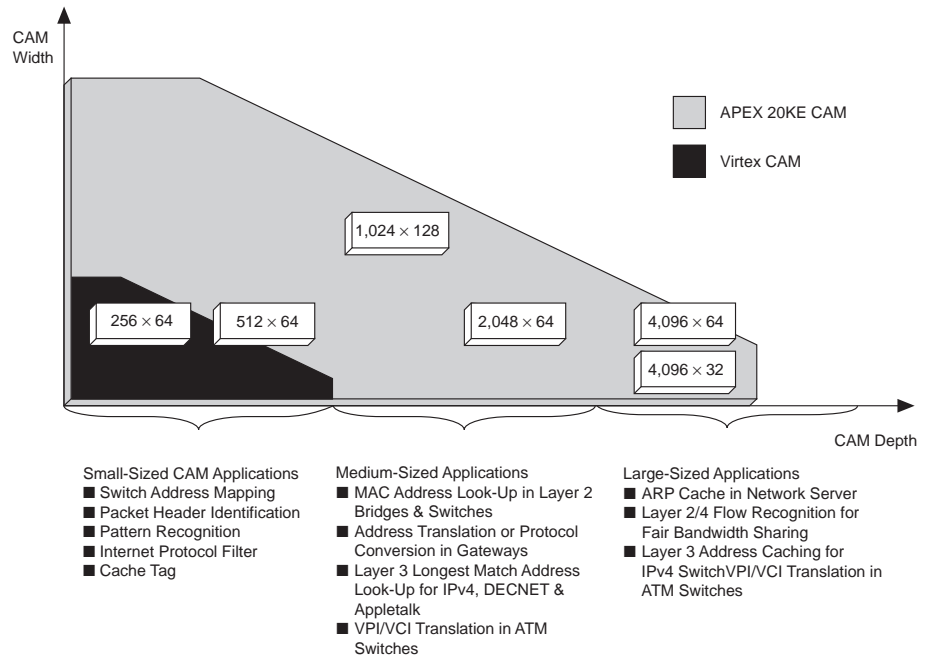 CAM
Width
APEX 20KE CAM
Virtex CAM
1,024 × 128
256 × 64
512 × 64
2,048 × 64
4,096 × 64
4,096 × 32
CAM Depth
Small-Sized CAM Applications
■ Switch Address Mapping
■ Packet Header Identification
■ Pattern Recognition
■ Internet Protocol Filter
■ Cache Tag
Medium-Sized Applications
■ MAC Address Look-Up in Layer 2
Bridges & Switches
■ Address Translation or Protocol
Conversion in Gateways
■ Layer 3 Longest Match Address
Look-Up for IPv4, DECNET &
Appletalk
■ VPI/VCI Translation in ATM
Switches
Large-Sized Applications
■ ARP Cache in Network Server
■ Layer 2/4 Flow Recognition for
Fair Bandwidth Sharing
■ Layer 3 Address Caching for
IPv4 SwitchVPI/VCI Translation in
ATM Switches